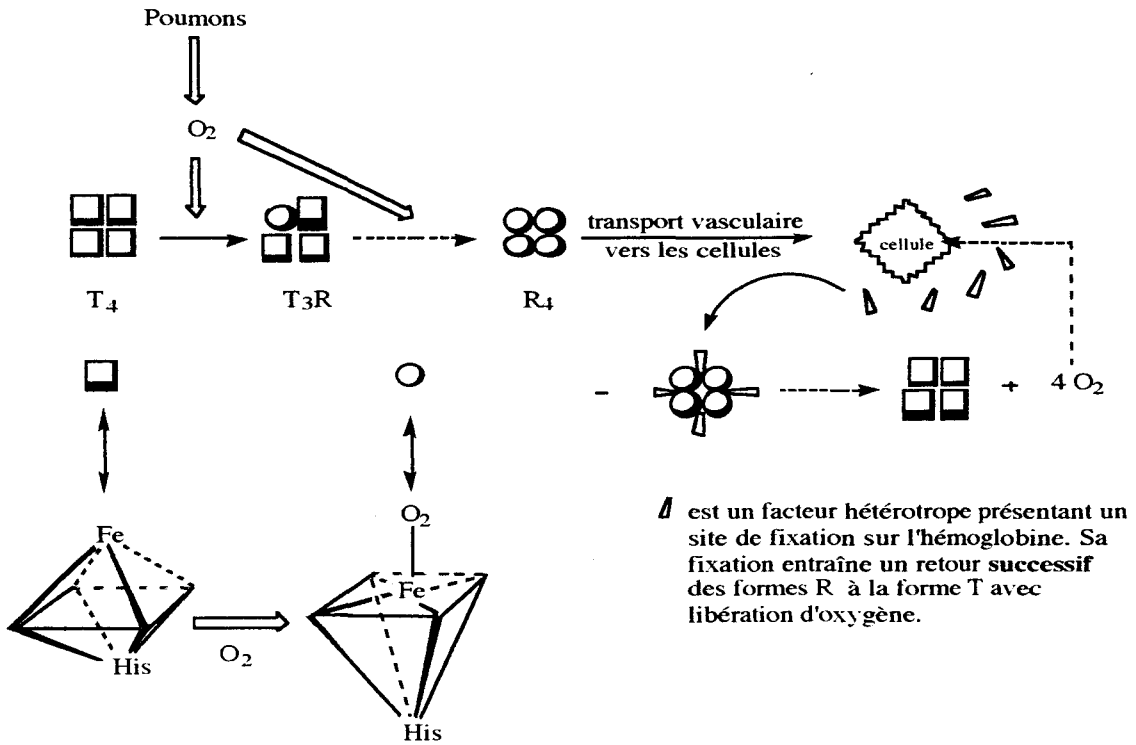 Poumons
O2
transport vasculaire
vers les cellules
cellule
T4
T3R
R4
- + 4 O2
Fe
O2
Fe
O2
His
His
est un facteur hétérotrope présentant un
site de fixation sur l'hémoglobine. Sa
fixation entraîne un retour successif
des formes R à la forme T avec
libération d'oxygène.